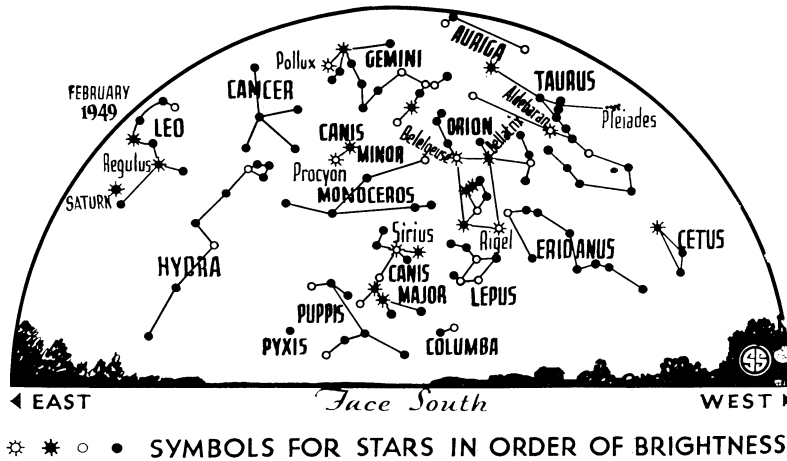 AURIGA
Pollux
GEMINI
TAURUS
FEBRUARY
1949
CANCER
Aldebaran
Pleiades
LEO
CANIS
MINOR
ORION
Betelgeuse
Bellatrix
Regulus
Procyon
SATURN
MONOCEROS
Sirius
Rigel
ERIDANUS
CETUS
HYDRA
CANIS
MAJOR
LEPUS
PUPPIS
PYXIS
COLUMBA
EAST
Face South
WEST
SYMBOLS FOR STARS IN ORDER OF BRIGHTNESS